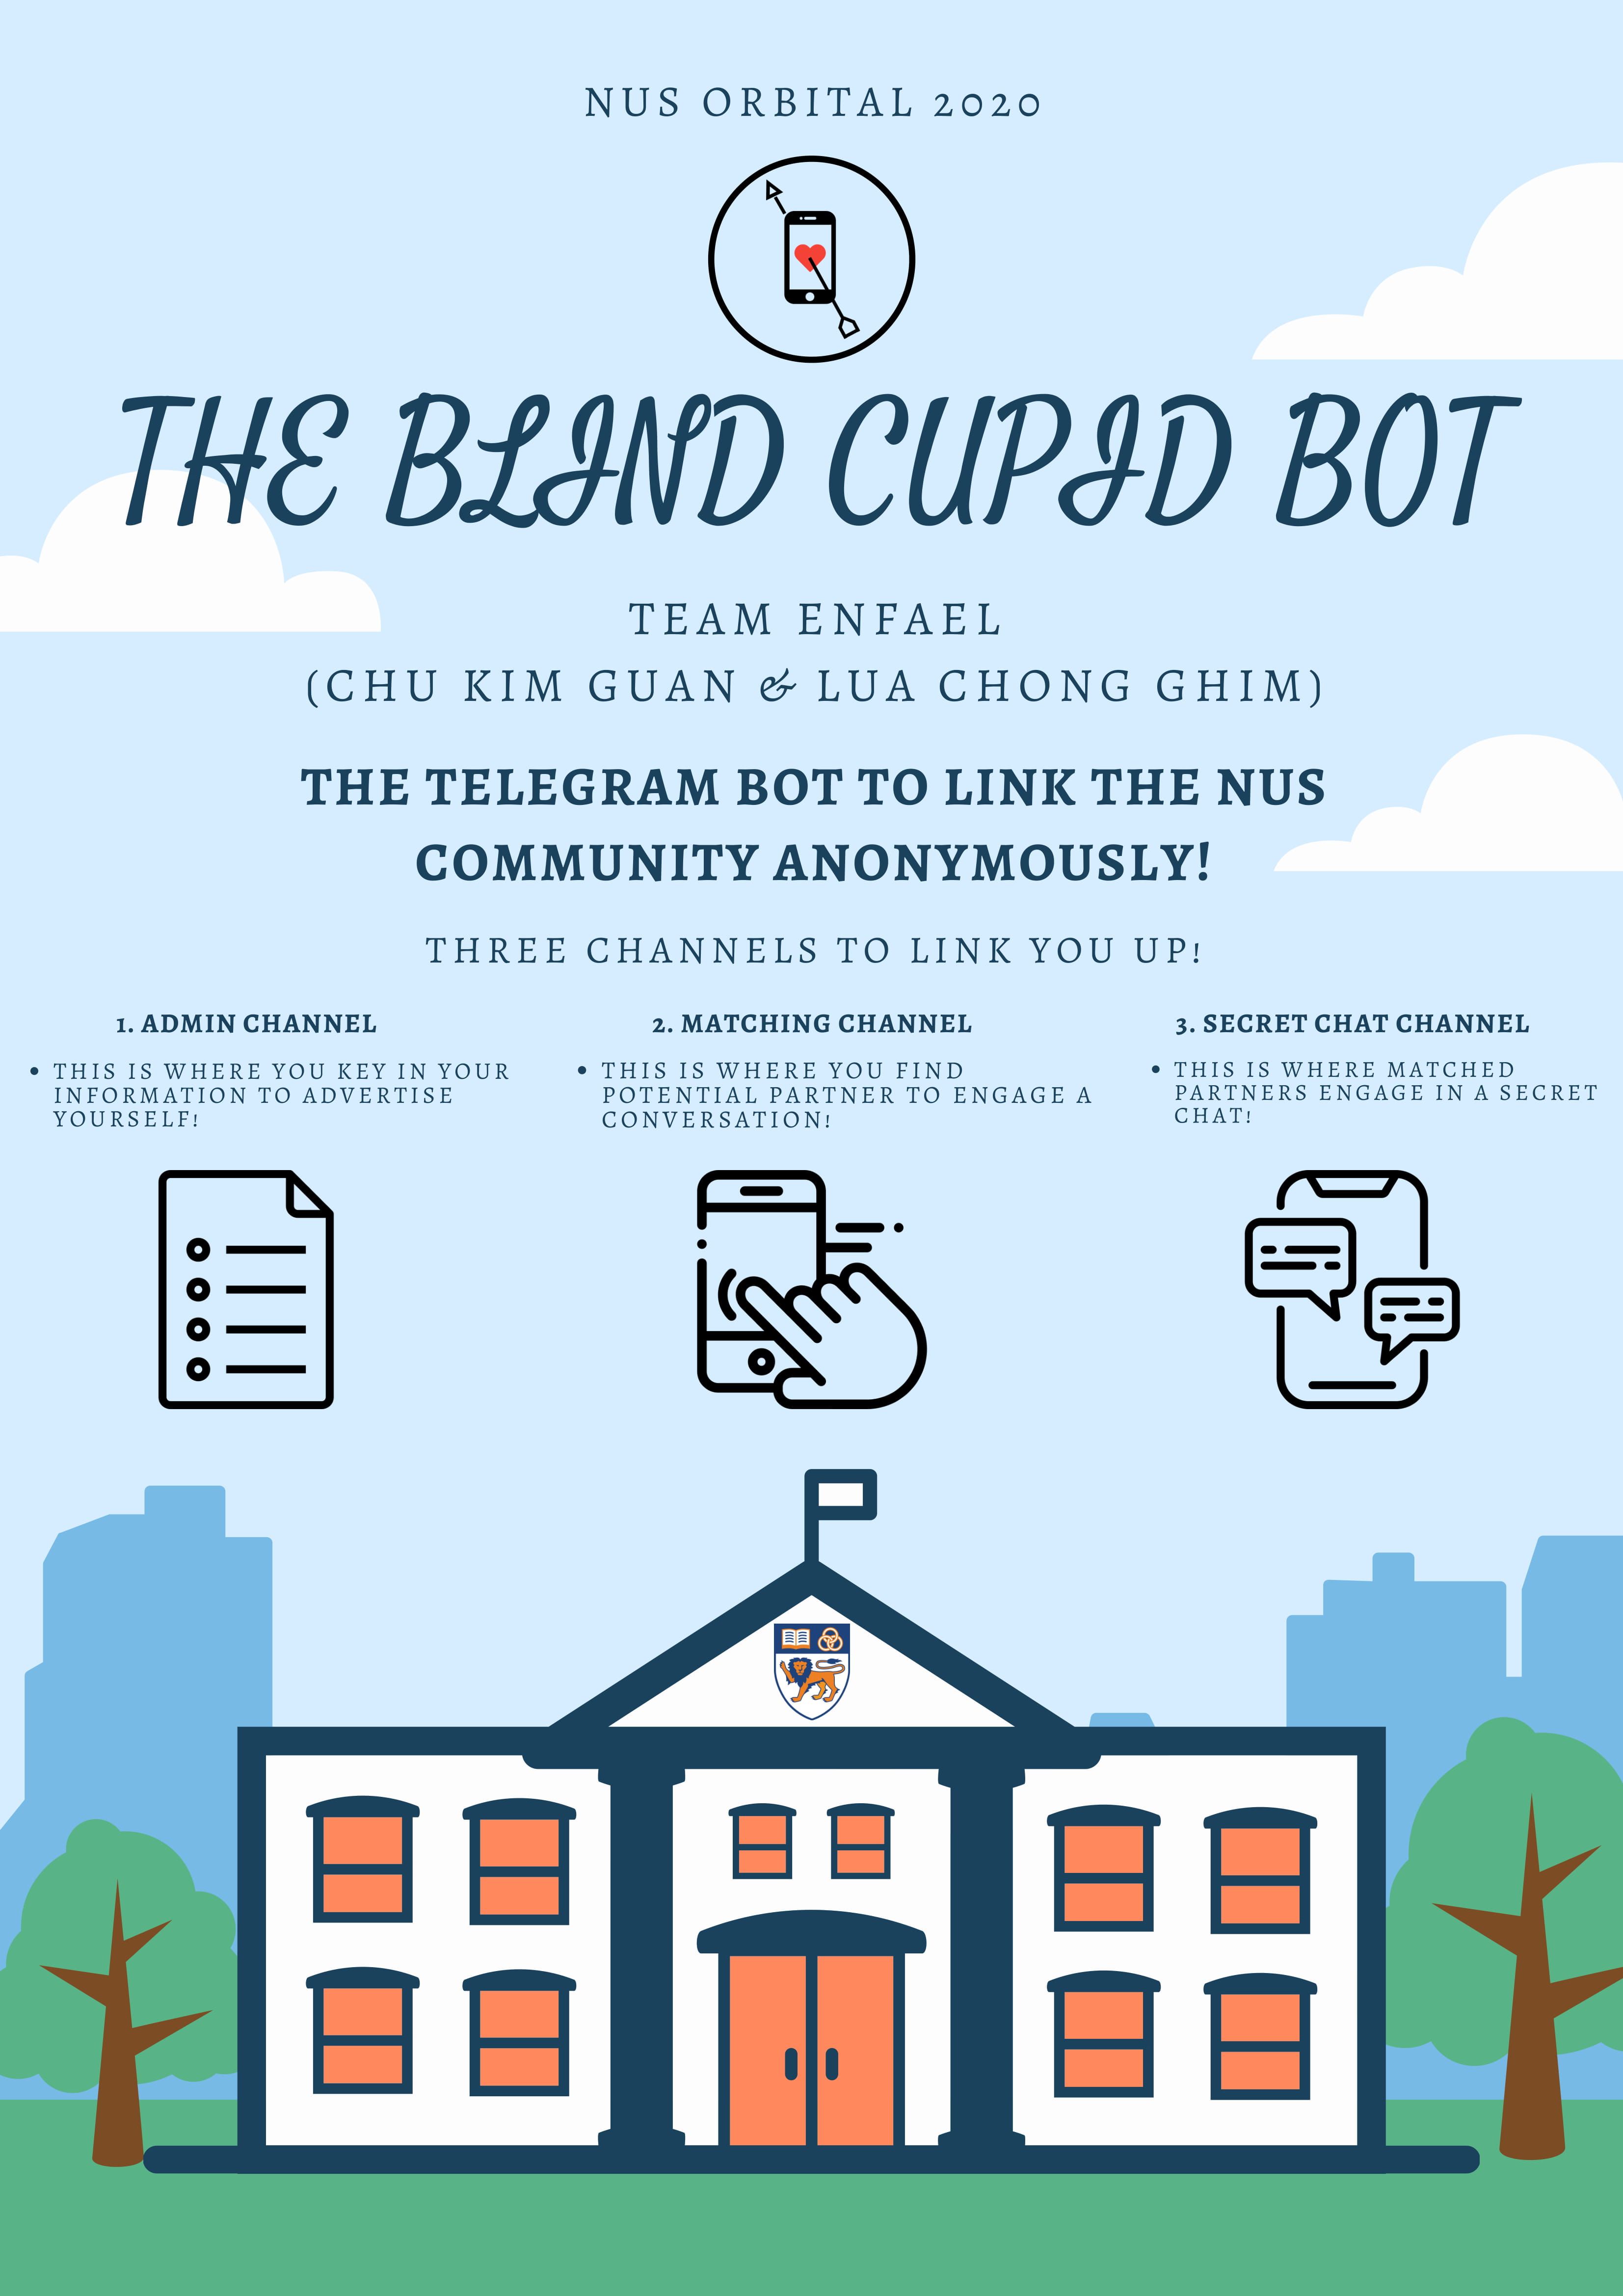 NUS ORBITAL 2020
THE BLIND CUPID BOT
TEAM ENFAEL
(CHU KIM GUAN & LUA CHONG GHIM)
THE TELEGRAM BOT TO LINK THE NUS
COMMUNITY ANONYMOUSLY!
THREE CHANNELS TO LINK YOU UP!
1. ADMIN CHANNEL
• THIS IS WHERE YOU KEY IN YOUR
INFORMATION TO ADVERTISE
YOURSELF!
2. MATCHING CHANNEL
• THIS IS WHERE YOU FIND
POTENTIAL PARTNER TO ENGAGE A
CONVERSATION!
3. SECRET CHAT CHANNEL
• THIS IS WHERE MATCHED
PARTNERS ENGAGE IN A SECRET
CHAT!